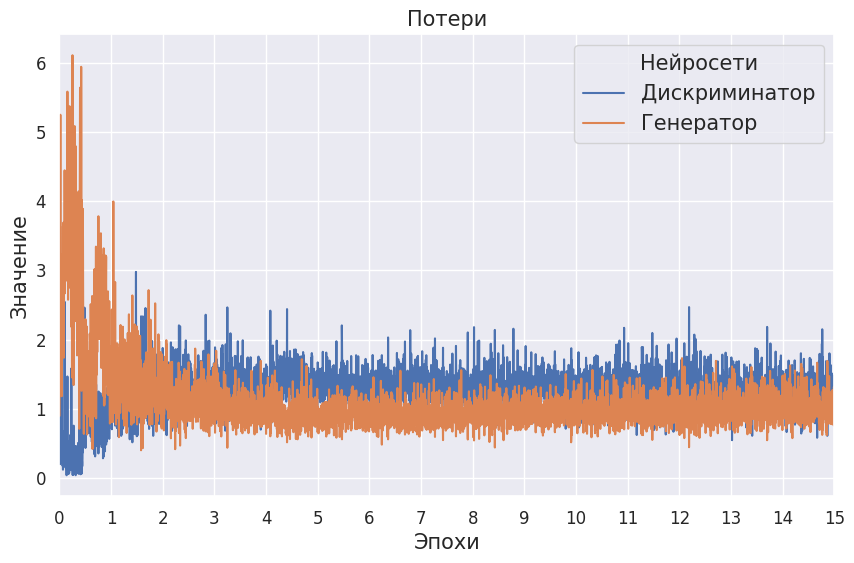 Потери
Нейросети
Дискриминатор
Генератор
Значение
6
5
4
3
2
1
0
0 1 2 3 4 5 6 7 8 9 10 11 12 13 14 15
Эпохи